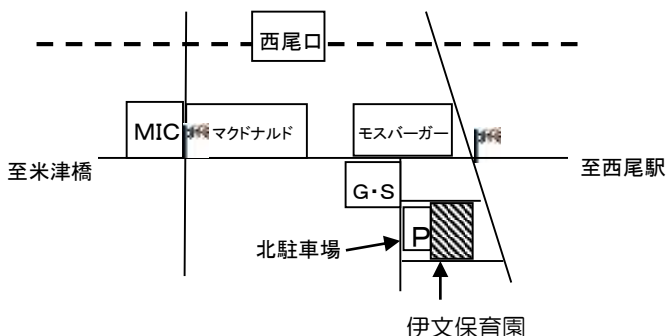 西尾口
MIC
マクドナルド
モスバーガー
至米津橋
至西尾駅
G・S
P
北駐車場
伊文保育園